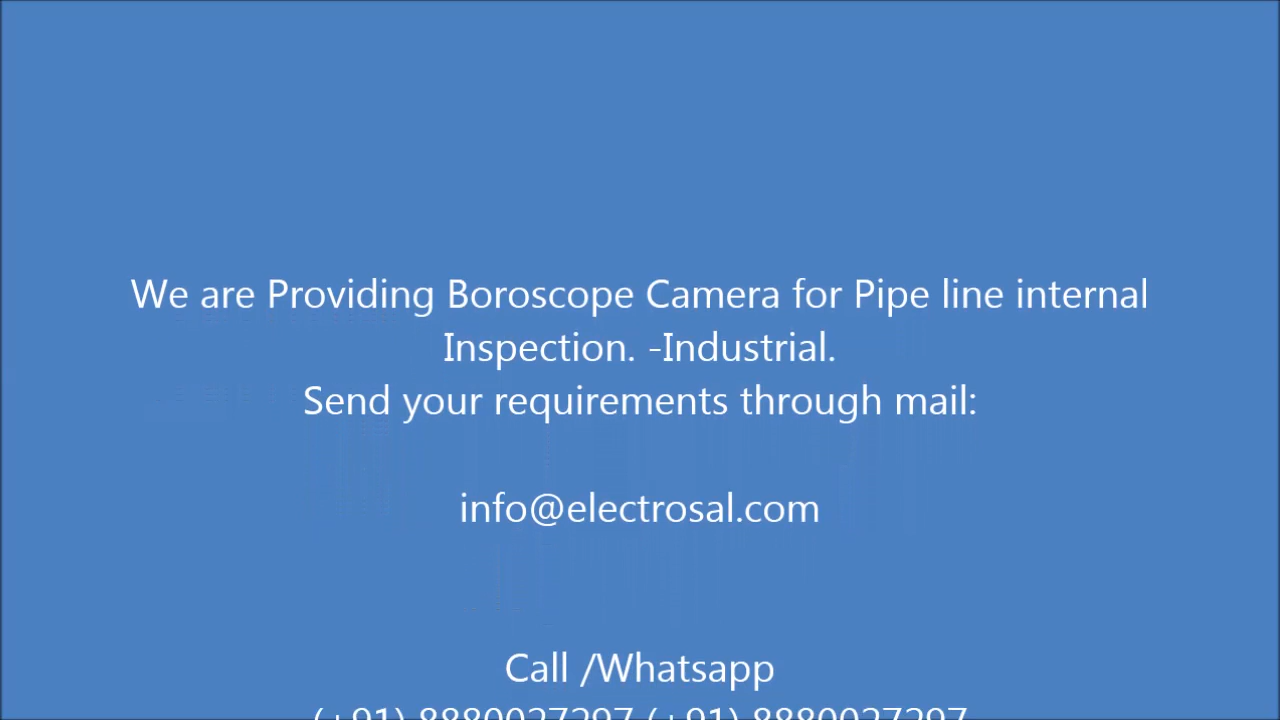 We are Providing Boroscope Camera for Pipe line internal
Inspection. -Industrial.
Send your requirements through mail:
info@electrosal.com
Call /Whatsapp